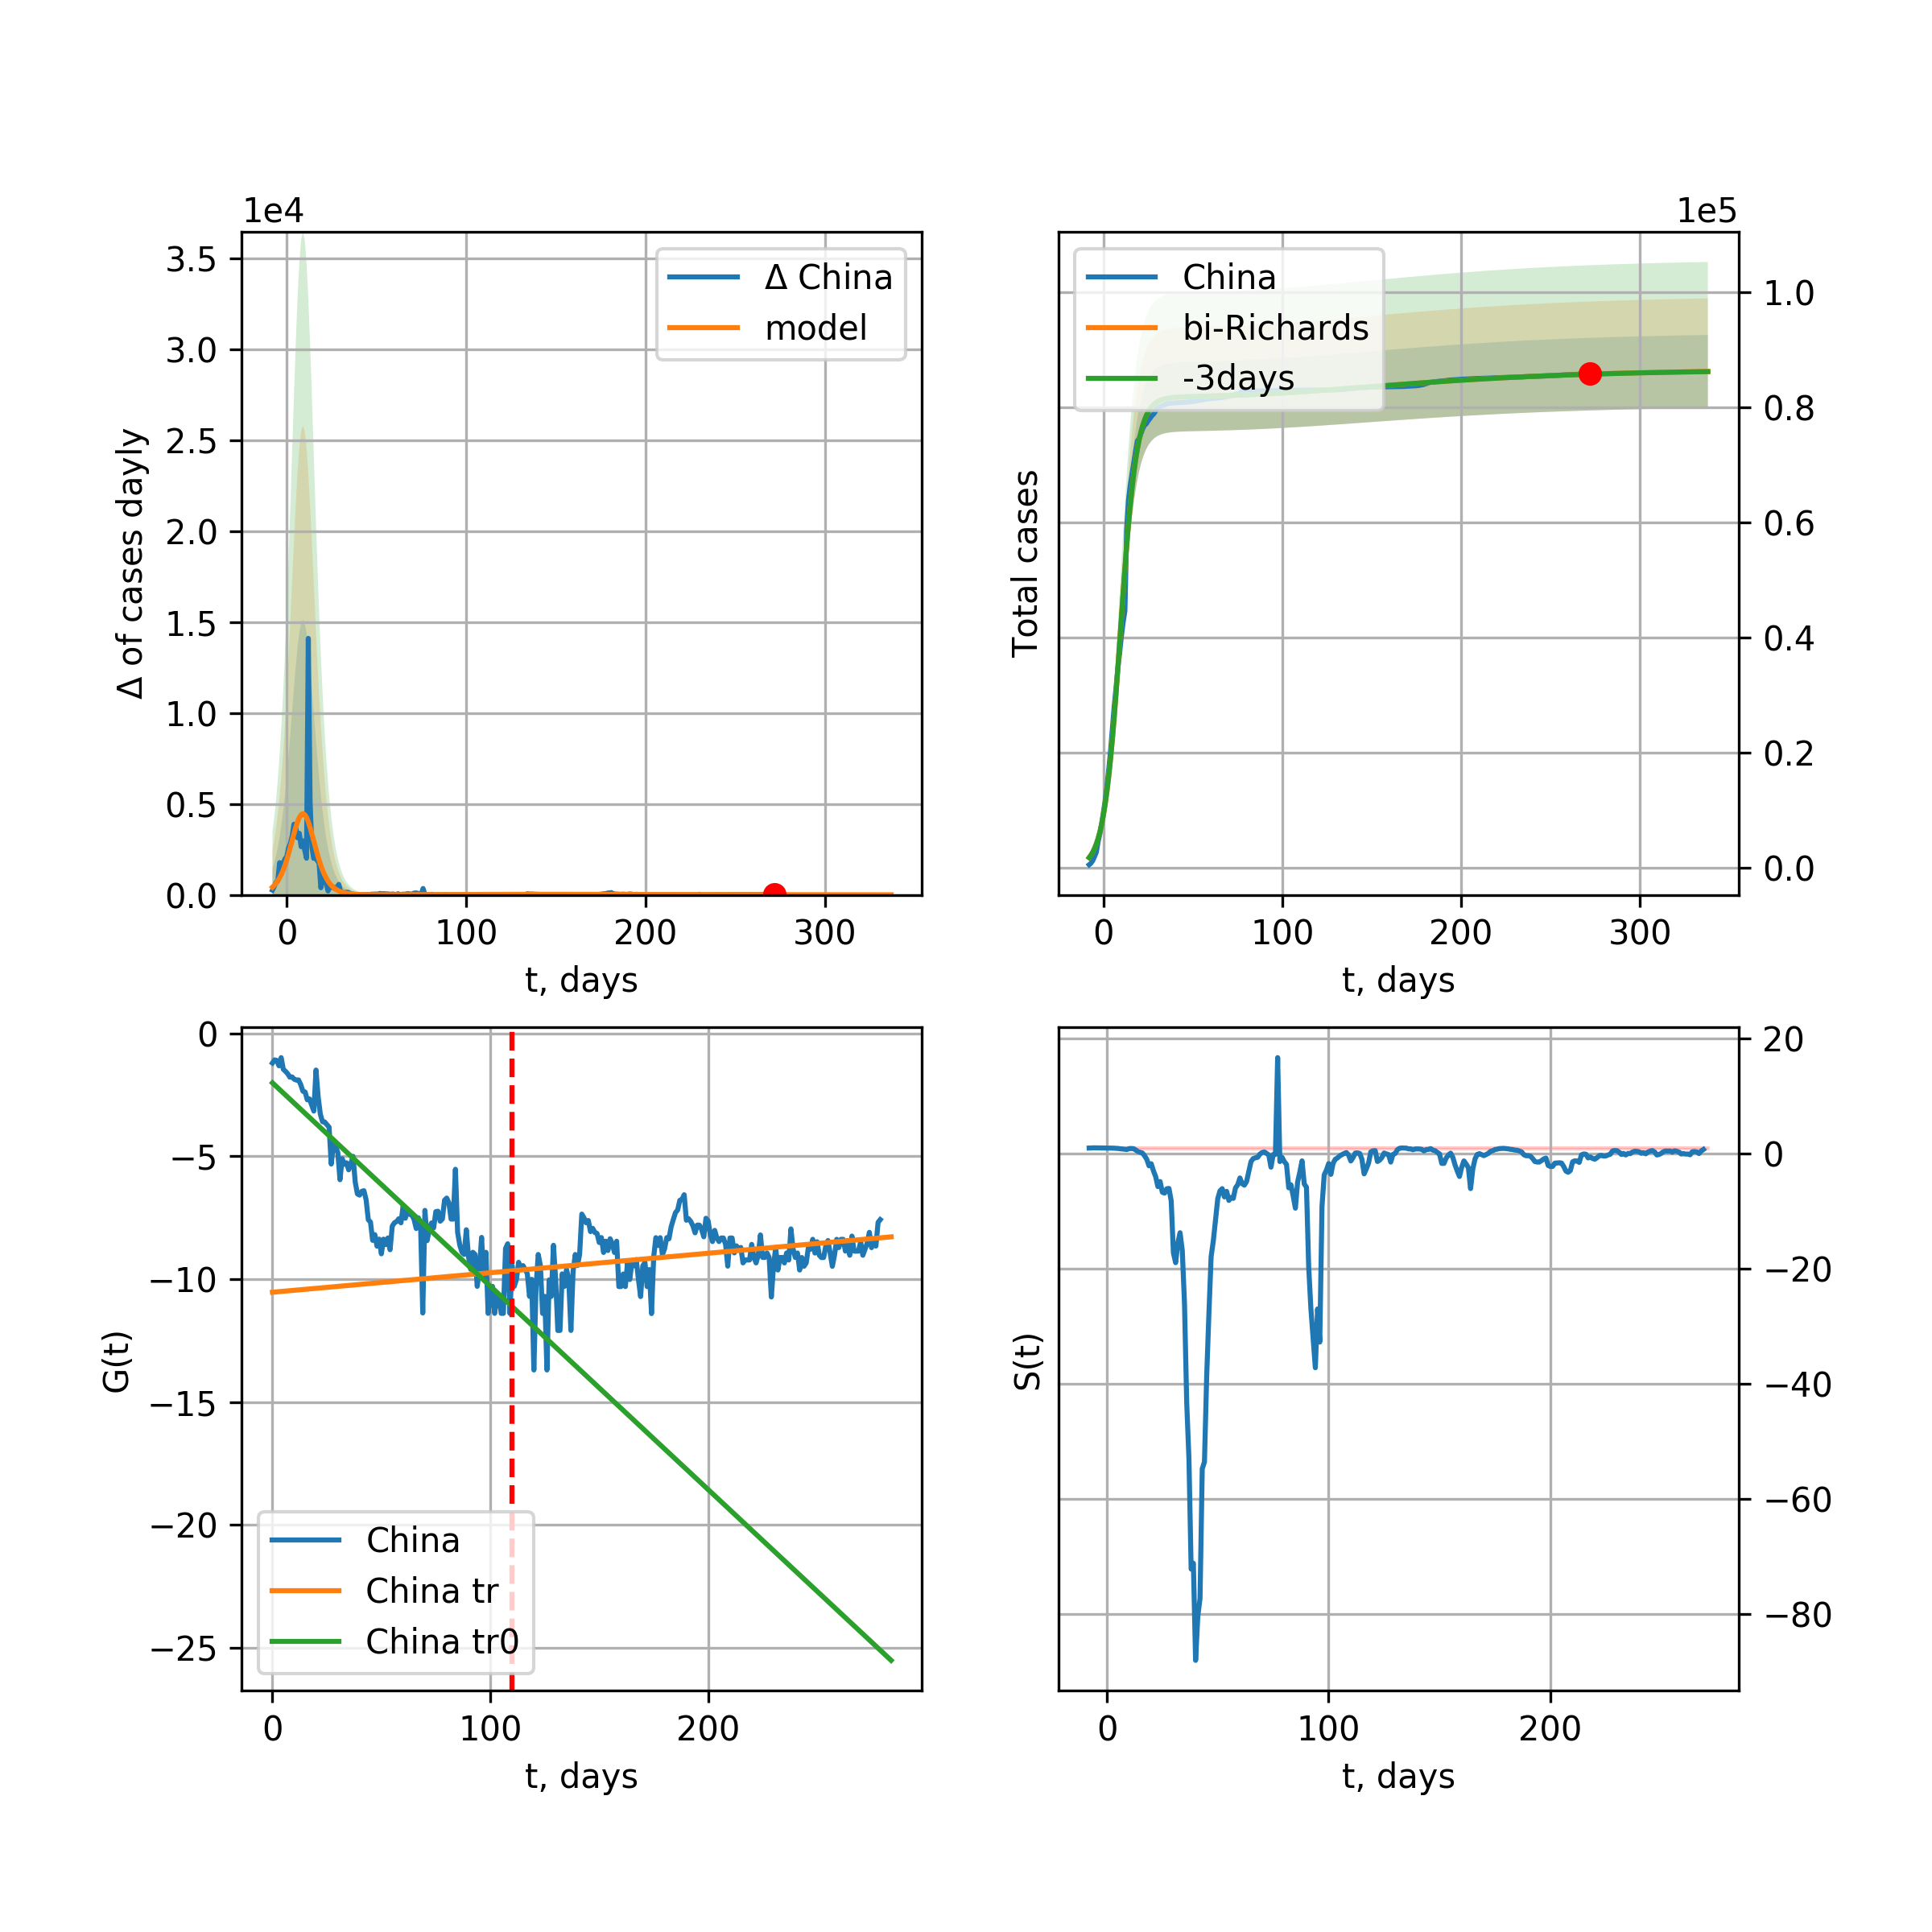 1e4
3.5
3.0
2.5
2.0
1.5
1.0
0.5
0.0
Δ of cases dayly
Δ China
model
0 100 200 300
t, days
1e5
China
bi-Richards
-3days
Total cases
1.0
0.8
0.6
0.4
0.2
0.0
0 100 200 300
t, days
0
−5
−10
−15
−20
−25
G(t)
China
China tr
China tr0
0 100 200
t, days
S(t)
20
0
−20
−40
−60
−80
0 100 200
t, days